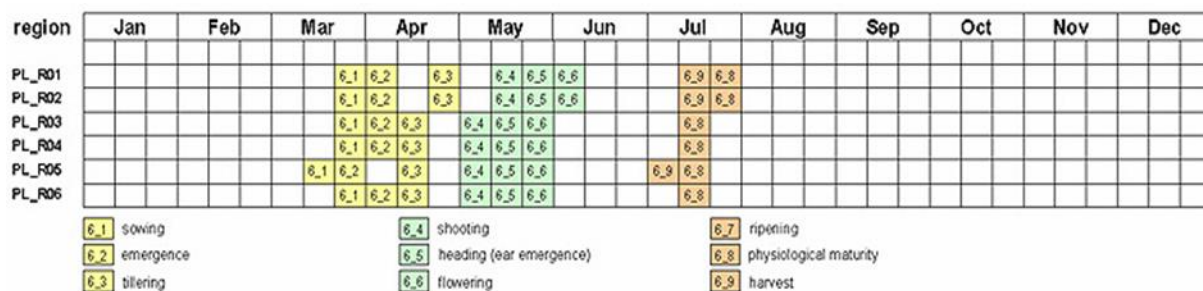 region Jan Feb Mar Apr May Jun Jul Aug Sep Oct Nov Dec
PL_R01 6_1 6_2 6_3 6_4 6_5 6_6 6_9 6_8
PL_R02 6_1 6_2 6_3 6_4 6_5 6_6 6_9 6_8
PL_R03 6_1 6_2 6_3 6_4 6_5 6_6 6_8
PL_R04 6_1 6_2 6_3 6_4 6_5 6_6 6_8
PL_R05 6_1 6_2 6_3 6_4 6_5 6_6 6_9 6_8
PL_R06 6_1 6_2 6_3 6_4 6_5 6_6 6_8
6_1 sowing 6_4 shooting 6_7 ripening
6_2 emergence 6_5 heading (ear emergence) 6_8 physiological maturity
6_3 tillering 6_6 flowering 6_9 harvest